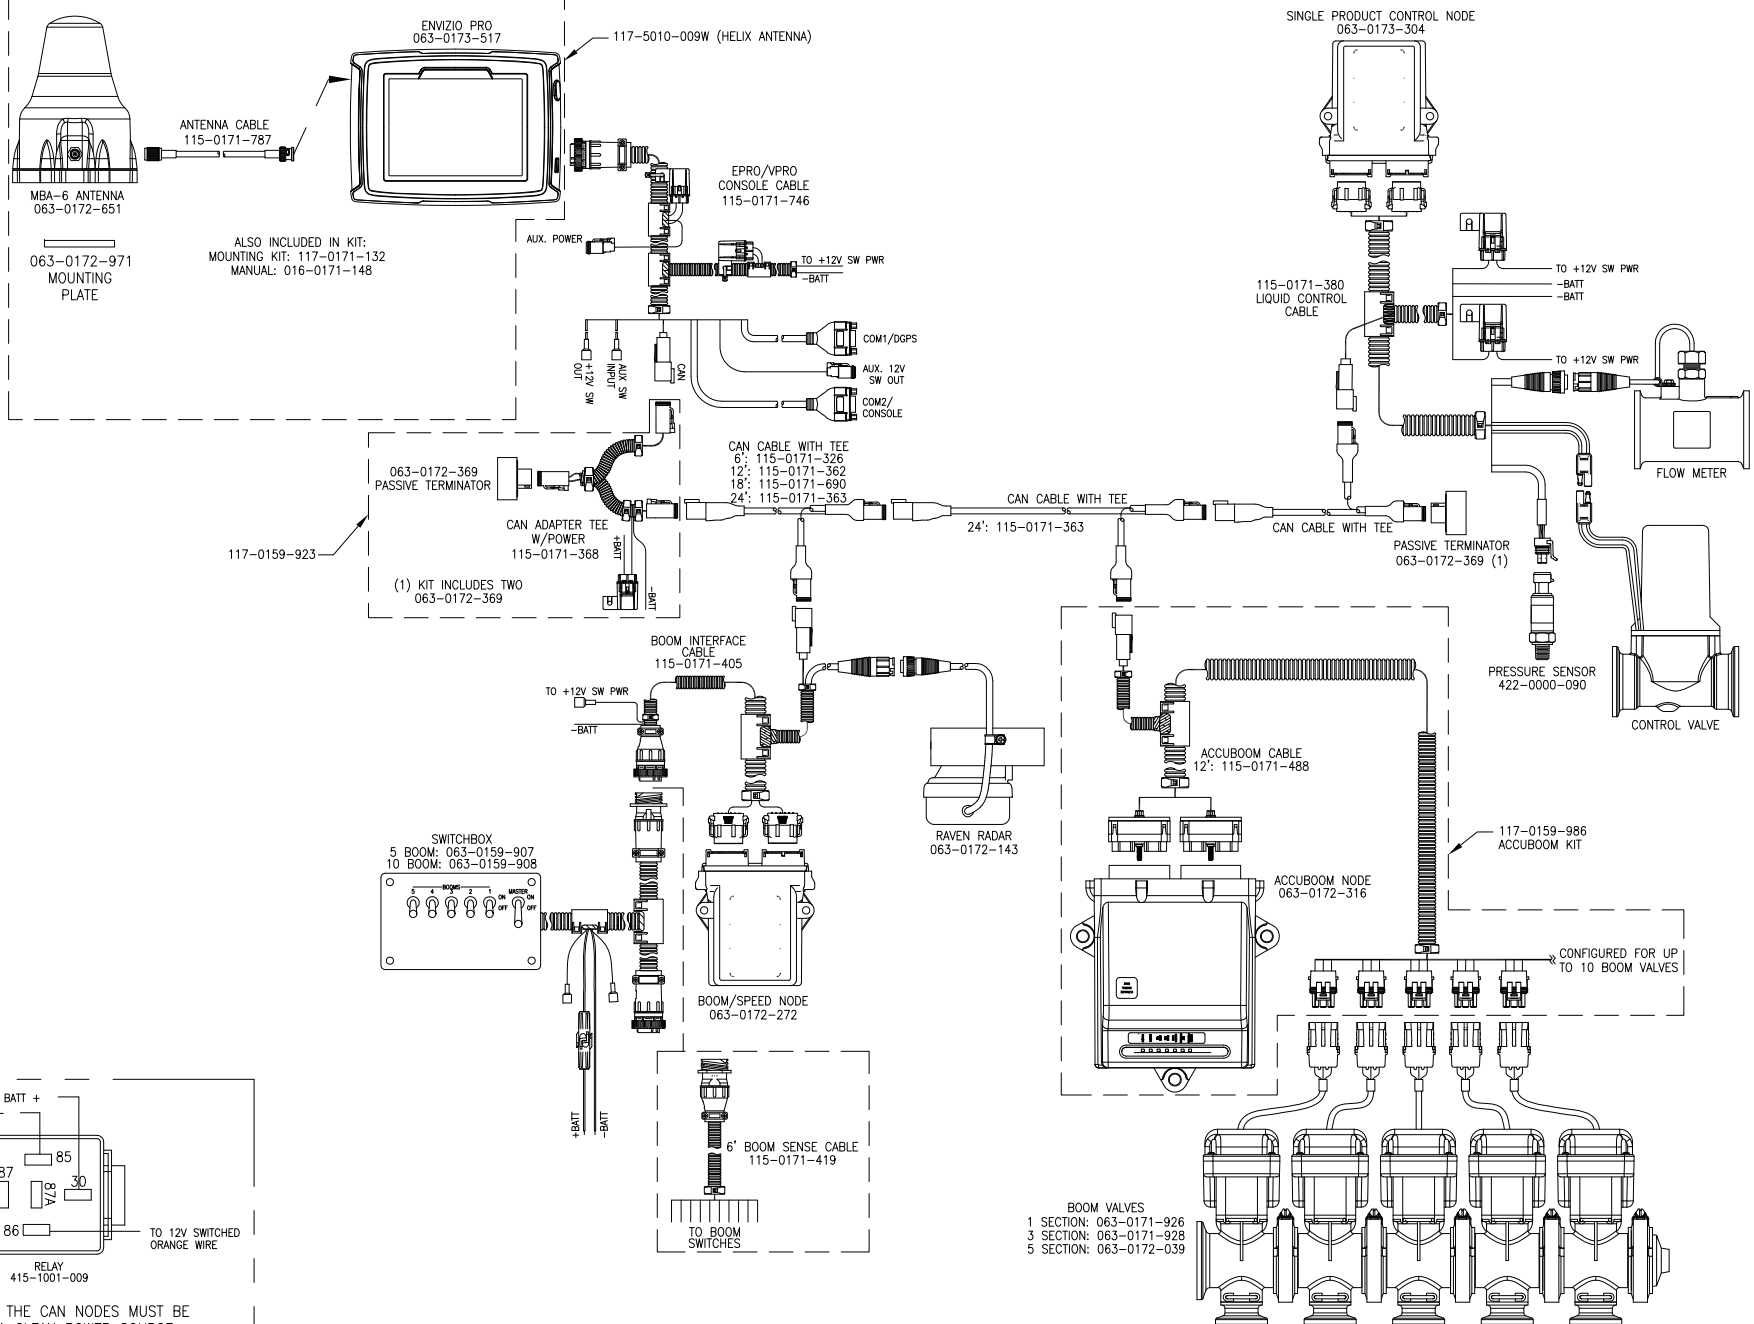 ENVIZIO PRO
063-0173-517
117-5010-009W (HELIX ANTENNA)
SINGLE PRODUCT CONTROL NODE
063-0173-304
ANTENNA CABLE
115-0171-787
MBA-6 ANTENNA
063-0172-651
063-0172-971
MOUNTING
PLATE
ALSO INCLUDED IN KIT:
MOUNTING KIT: 117-0171-132
MANUAL: 016-0171-148
EPRO/VPRO
CONSOLE CABLE
115-0171-746
AUX. POWER
TO +12V SW PWR
-BATT
+12V SW
OUT
AUX SW
INPUT
CAN
COM1/DGPS
AUX. 12V
SW OUT
COM2/
CONSOLE
115-0171-380
LIQUID CONTROL
CABLE
TO +12V SW PWR
-BATT
-BATT
TO +12V SW PWR
FLOW METER
063-0172-369
PASSIVE TERMINATOR
CAN ADAPTER TEE
W/POWER
115-0171-368
+BATT
-BATT
117-0159-923
(1) KIT INCLUDES TWO
063-0172-369
CAN CABLE WITH TEE
6': 115-0171-326
12': 115-0171-362
18': 115-0171-690
24': 115-0171-363
CAN CABLE WITH TEE
24': 115-0171-363
CAN CABLE WITH TEE
PASSIVE TERMINATOR
063-0172-369 (1)
PRESSURE SENSOR
422-0000-090
CONTROL VALVE
BOOM INTERFACE
CABLE
115-0171-405
TO +12V SW PWR
-BATT
RAVEN RADAR
063-0172-143
ACCUBOOM CABLE
12': 115-0171-488
117-0159-986
ACCUBOOM KIT
ACCUBOOM NODE
063-0172-316
CONFIGURED FOR UP
TO 10 BOOM VALVES
SWITCHBOX
5 BOOM: 063-0159-907
10 BOOM: 063-0159-908
BOOMS
5 4 3 2 1
MASTER
ON
OFF
ON
OFF
+BATT
-BATT
BOOM/SPEED NODE
063-0172-272
6' BOOM SENSE CABLE
115-0171-419
TO BOOM
SWITCHES
BOOM VALVES
1 SECTION: 063-0171-926
3 SECTION: 063-0171-928
5 SECTION: 063-0172-039
BATT +
85
87
87A
30
86
TO 12V SWITCHED
ORANGE WIRE
RELAY
415-1001-009
THE CAN NODES MUST BE
CLEAN POWER SOURCE